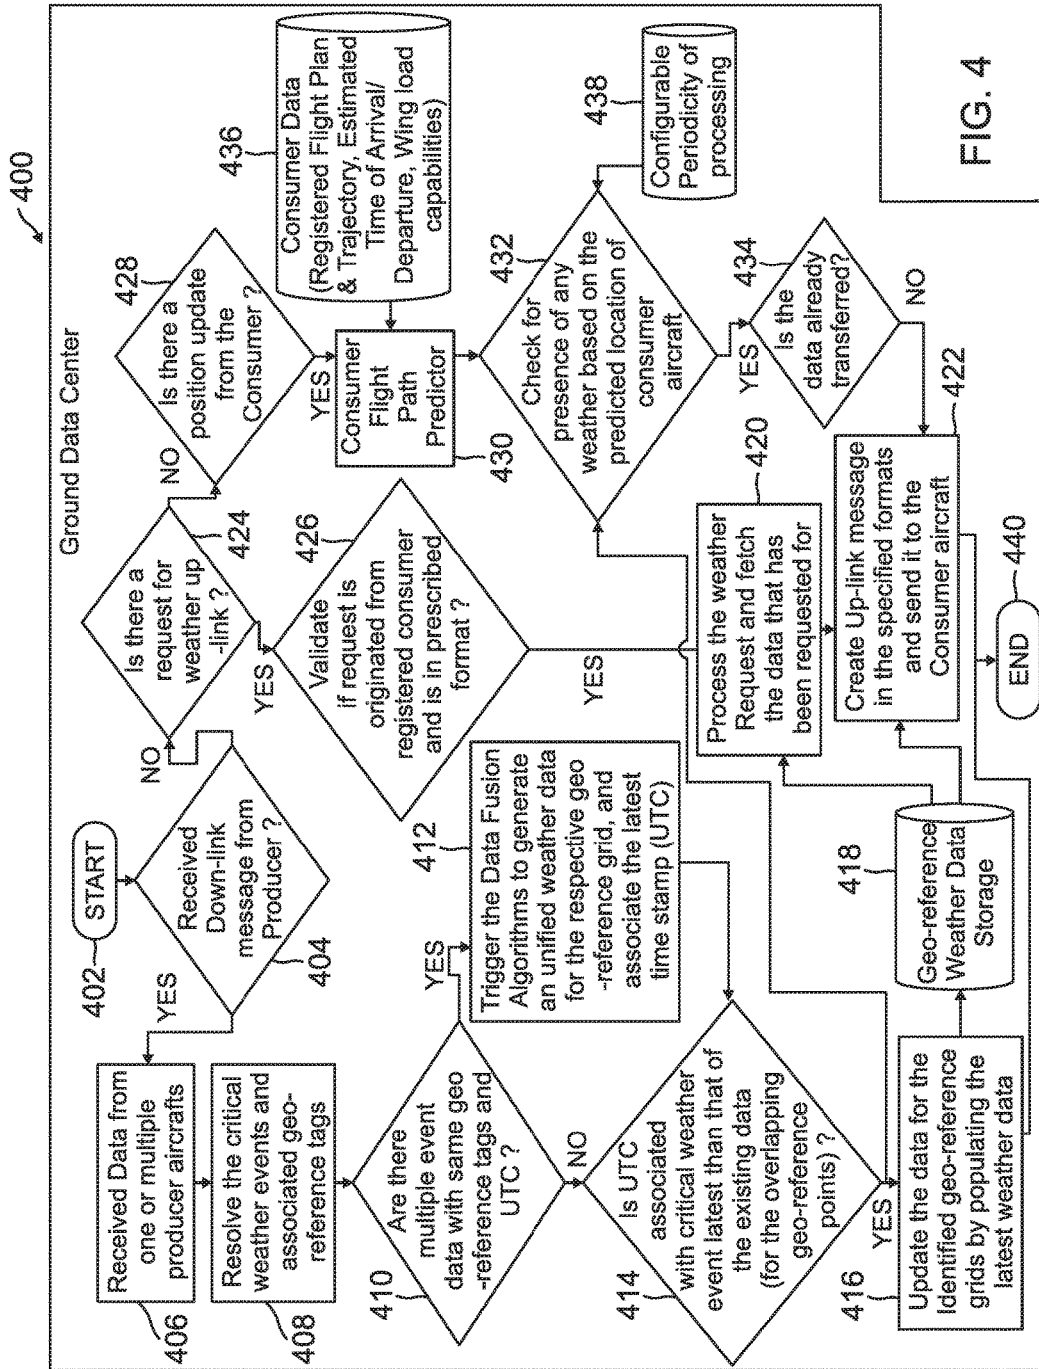 400
Ground Data Center
402
START
Received
Down-link
message from
Producer ?
404
YES
NO
Received Data from
one or multiple
producer aircrafts
406
Resolve the critical
weather events and
associated geo-
reference tags
408
Are there
multiple event
data with same geo
-reference tags and
UTC ?
410
YES
NO
412
Trigger the Data Fusion
Algorithms to generate
an unified weather data
for the respective geo
-reference grid, and
associate the latest
time stamp (UTC)
Is UTC
associated
with critical weather
event latest than that of
the existing data
(for the overlapping
geo-reference
points) ?
414
YES
416
Update the data for the
Identified geo-reference
grids by populating the
latest weather data
418
Geo-reference
Weather Data
Storage
Is there a
request for
weather up
-link ?
424
NO
YES
426
Validate
if request is
originated from
registered consumer
and is in prescribed
format ?
YES
420
Process the weather
Request and fetch
the data that has
been requested for
428
Is there a
position update
from the
Consumer ?
YES
436
Consumer Data
(Registered Flight Plan
& Trajectory, Estimated
Time of Arrival/
Departure, Wing load
capabilities)
Consumer
Flight
Path
Predictor
430
432
Check for
presence of any
weather based on the
predicted location of
consumer
aircraft
438
Configurable
Periodicity of
processing
YES
434
Is the
data already
transferred?
NO
422
Create Up-link message
in the specified formats
and send it to the
Consumer aircraft
440
END
FIG. 4